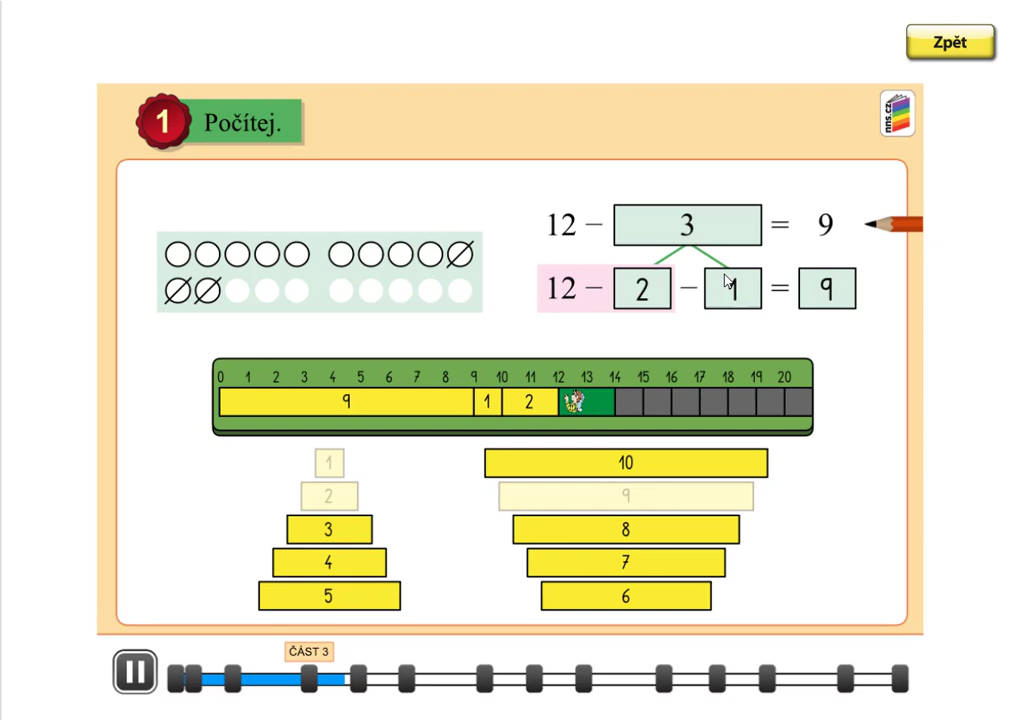 Zpět
1 Počítej.
nns.cz
12 − 3 = 9
12 − 2 − 1 = 9
0 1 2 3 4 5 6 7 8 9 10 11 12 13 14 15 16 17 18 19 20
9 1 2
1 10
2 9
3 8
4 7
5 6
ČÁST 3